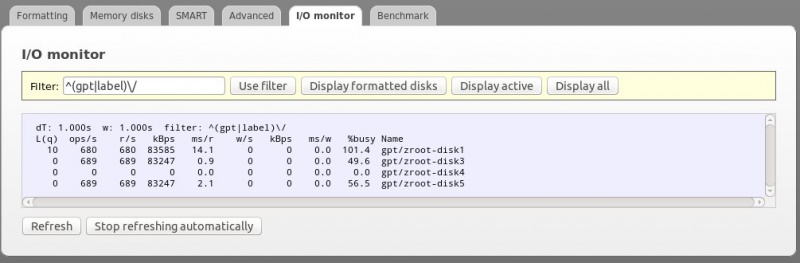 Formatting Memory disks SMART Advanced I/O monitor Benchmark
I/O monitor
Filter: ^(gpt|label)\/ Use filter Display formatted disks Display active Display all
dT: 1.000s w: 1.000s filter: ^(gpt|label)\/
L(q) ops/s r/s kBps ms/r w/s kBps ms/w %busy Name
10 680 680 83585 14.1 0 0 0.0 101.4 gpt/zroot-disk1
0 689 689 83247 0.9 0 0 0.0 49.6 gpt/zroot-disk3
0 0 0 0 0.0 0 0 0.0 0.0 gpt/zroot-disk4
0 689 689 83247 2.1 0 0 0.0 56.5 gpt/zroot-disk5
Refresh Stop refreshing automatically